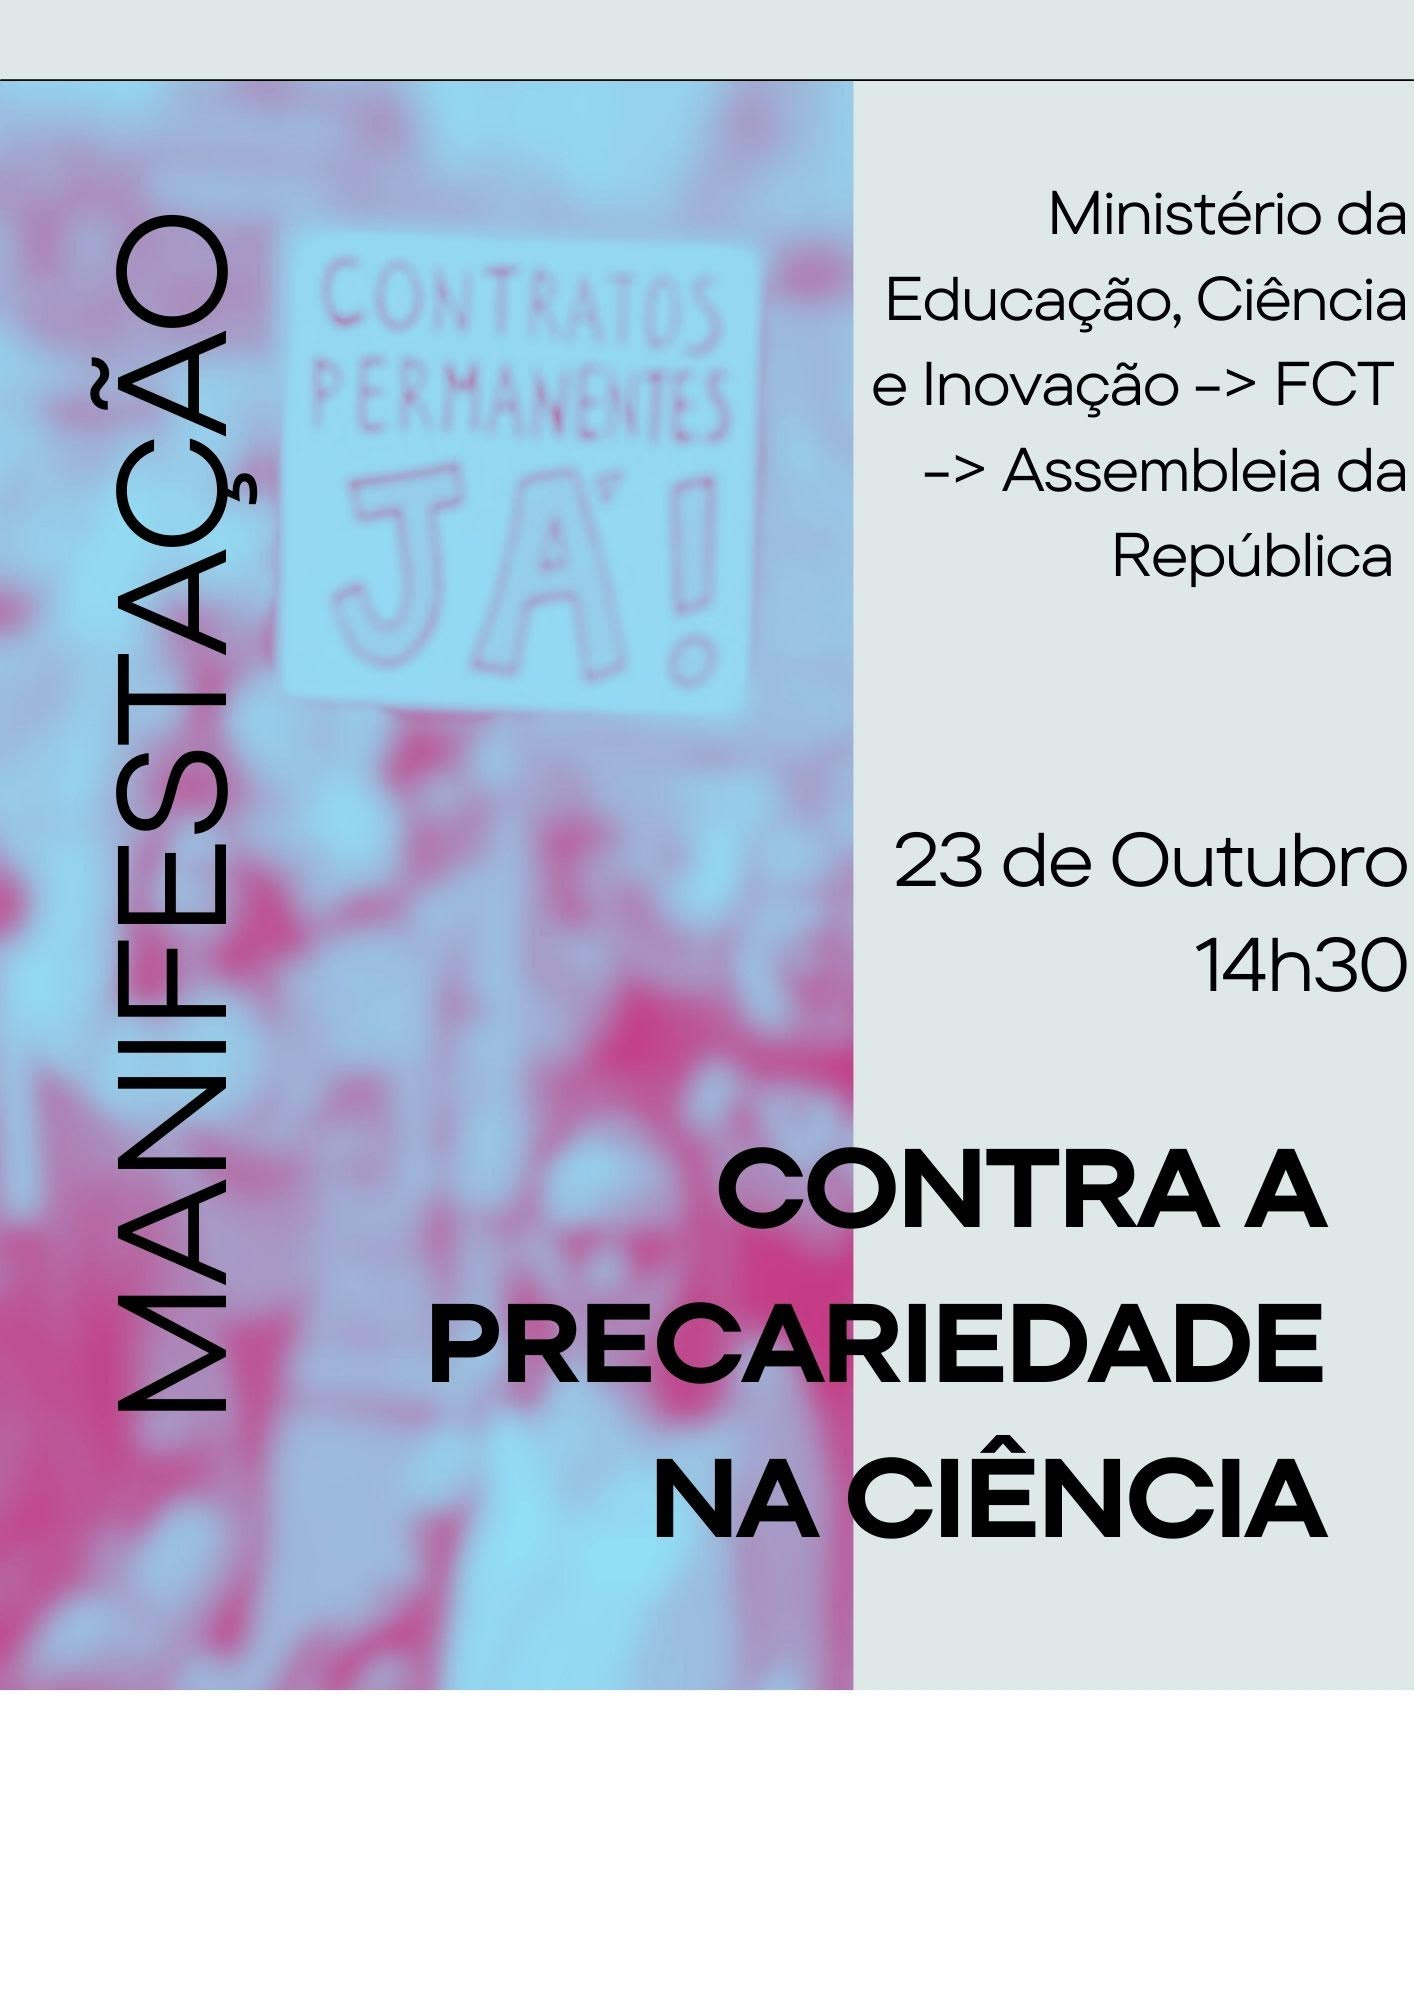 MANIFESTAÇÃO
CONTRATOS
PERMANENTES
JÁ!
Ministério da
Educação, Ciência
e Inovação -> FCT
-> Assembleia da
República
23 de Outubro
14h30
CONTRA A
PRECARIEDADE
NA CIÊNCIA